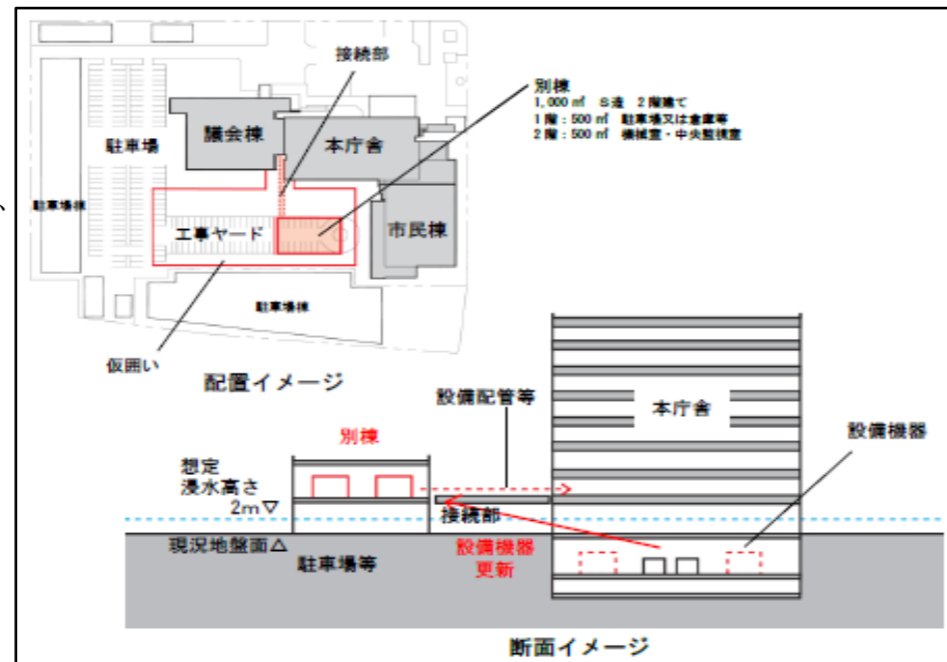 接続部
別棟
1,000㎡ S造 2階建て
1階:500㎡ 駐車場又は倉庫等
2階:500㎡ 機械室・中央監視室
議会棟
本庁舎
駐車場
、
駐車場棟
工事ヤード
市民棟
駐車場棟
仮囲い
配置イメージ
設備配管等
本庁舎
設備機器
別棟
想定
浸水高さ
2m▽
接続部
現況地盤面△
駐車場等
設備機器
更新
断面イメージ